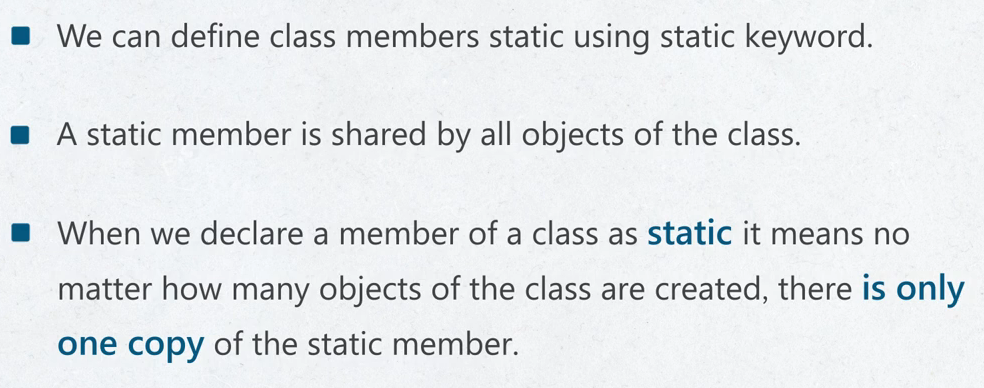 We can define class members static using static keyword.
A static member is shared by all objects of the class.
When we declare a member of a class as static it means no
matter how many objects of the class are created, there is only
one copy of the static member.